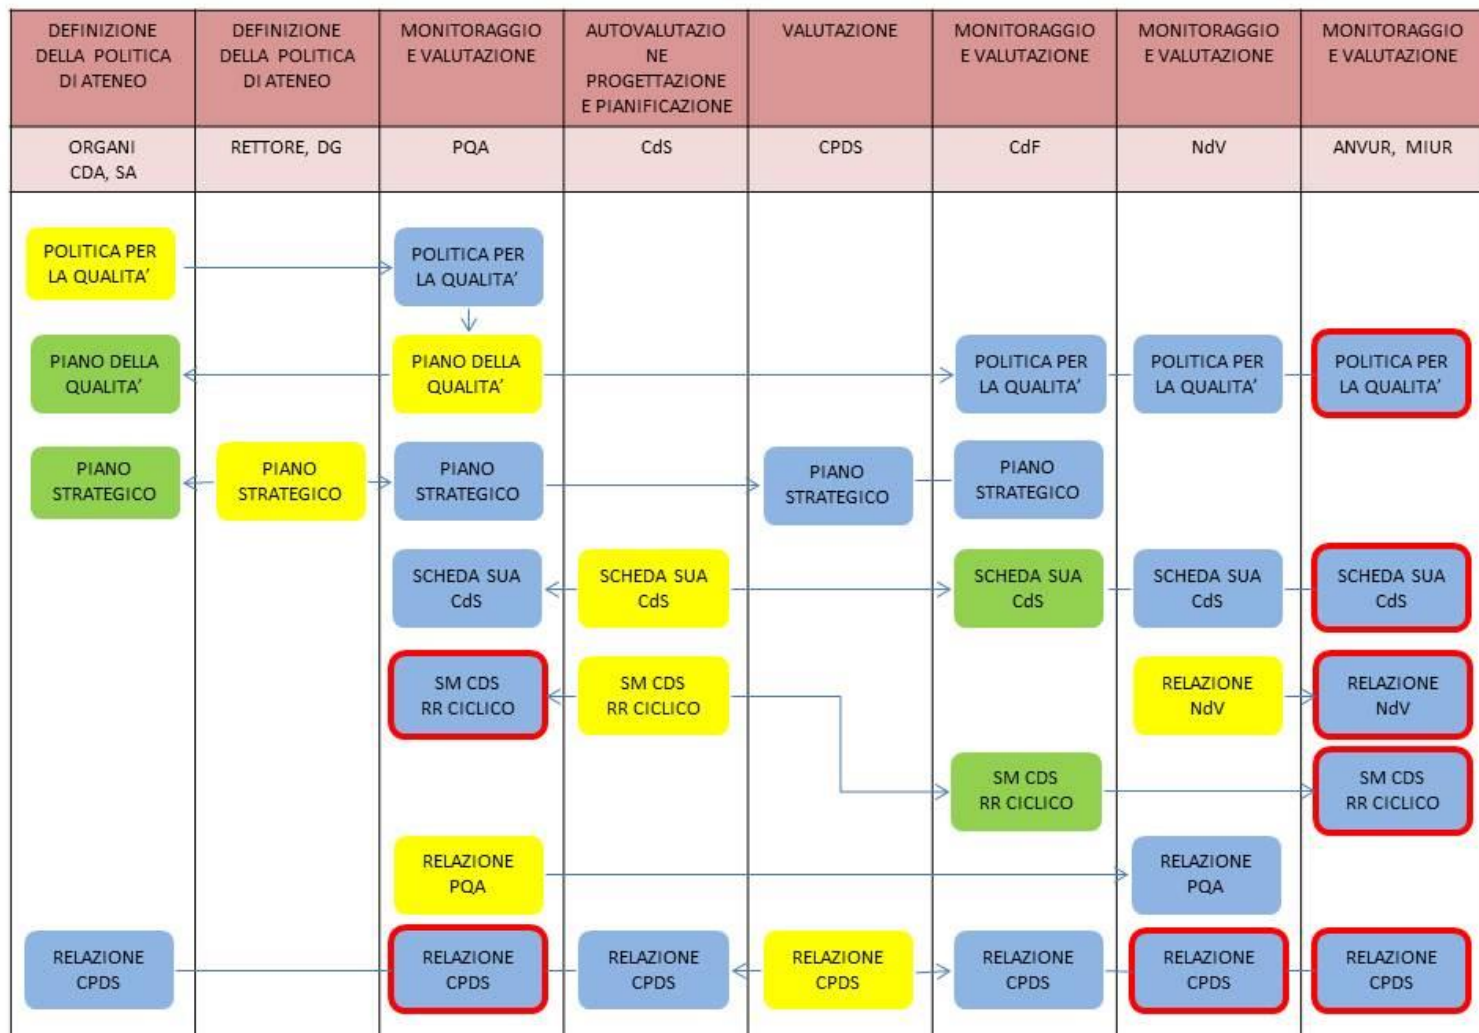 DEFINIZIONE
DELLA POLITICA
DI ATENEO
DEFINIZIONE
DELLA POLITICA
DI ATENEO
MONITORAGGIO
E VALUTAZIONE
AUTOVALUTAZIO
NE
PROGETTAZIONE
E PIANIFICAZIONE
VALUTAZIONE
MONITORAGGIO
E VALUTAZIONE
MONITORAGGIO
E VALUTAZIONE
MONITORAGGIO
E VALUTAZIONE
ORGANI
CDA, SA
RETTORE, DG
PQA
CdS
CPDS
CdF
NdV
ANVUR, MIUR
POLITICA PER
LA QUALITA’
POLITICA PER
LA QUALITA’
PIANO DELLA
QUALITA’
PIANO DELLA
QUALITA’
POLITICA PER
LA QUALITA’
POLITICA PER
LA QUALITA’
POLITICA PER
LA QUALITA’
PIANO
STRATEGICO
PIANO
STRATEGICO
PIANO
STRATEGICO
PIANO
STRATEGICO
PIANO
STRATEGICO
SCHEDA SUA
CdS
SCHEDA SUA
CdS
SCHEDA SUA
CdS
SCHEDA SUA
CdS
SCHEDA SUA
CdS
SM CDS
RR CICLICO
SM CDS
RR CICLICO
RELAZIONE
NdV
RELAZIONE
NdV
SM CDS
RR CICLICO
SM CDS
RR CICLICO
RELAZIONE
PQA
RELAZIONE
PQA
RELAZIONE
CPDS
RELAZIONE
CPDS
RELAZIONE
CPDS
RELAZIONE
CPDS
RELAZIONE
CPDS
RELAZIONE
CPDS
RELAZIONE
CPDS